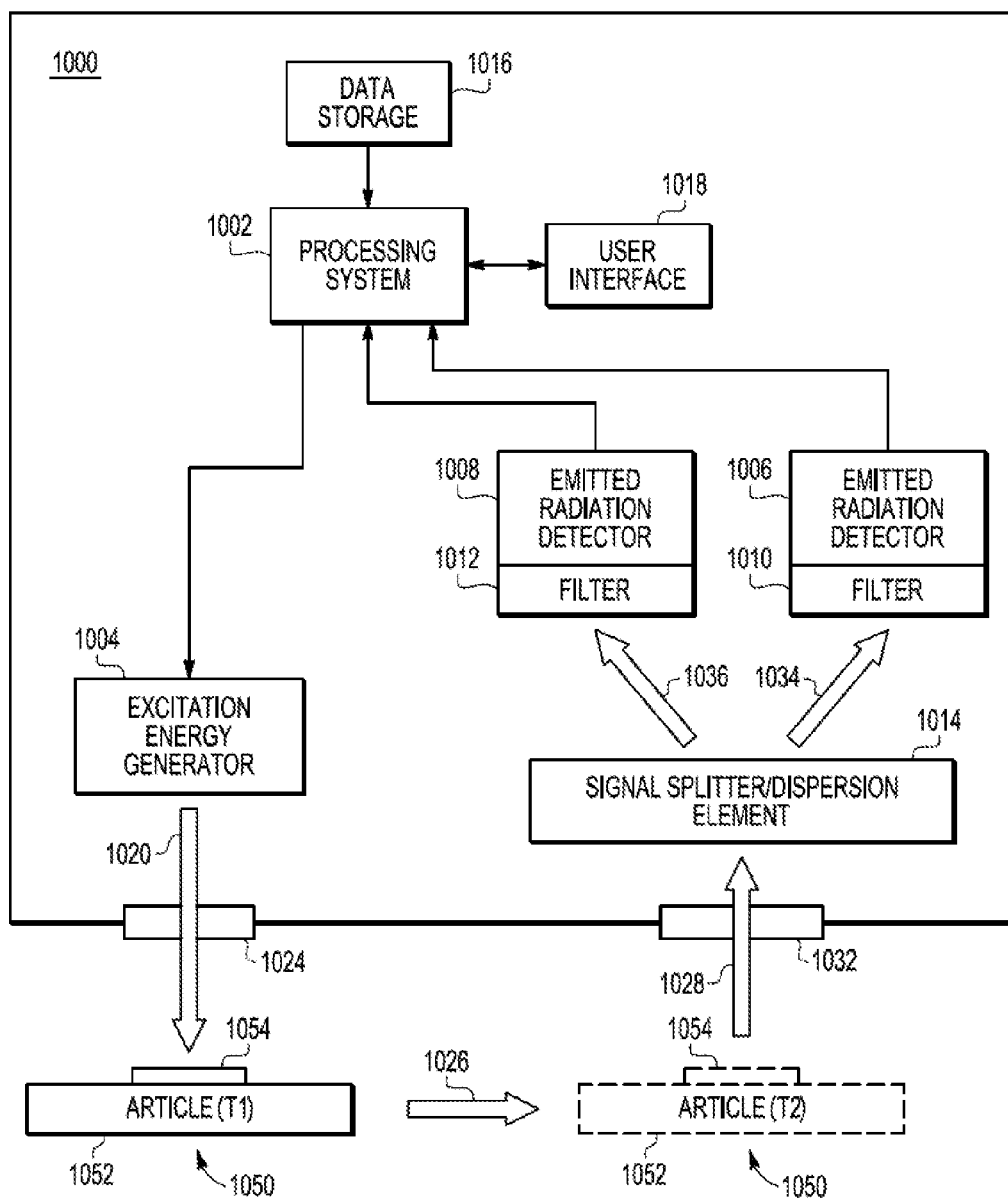 1000
DATA
STORAGE
1016
1002
PROCESSING
SYSTEM
1018
USER
INTERFACE
1008
EMITTED
RADIATION
DETECTOR
1012
FILTER
1006
EMITTED
RADIATION
DETECTOR
1010
FILTER
1004
EXCITATION
ENERGY
GENERATOR
1036
1034
1014
SIGNAL SPLITTER/DISPERSION
ELEMENT
1020
1024
1028
1032
1054
ARTICLE (T1)
1052
1050
1026
1054
ARTICLE (T2)
1052
1050